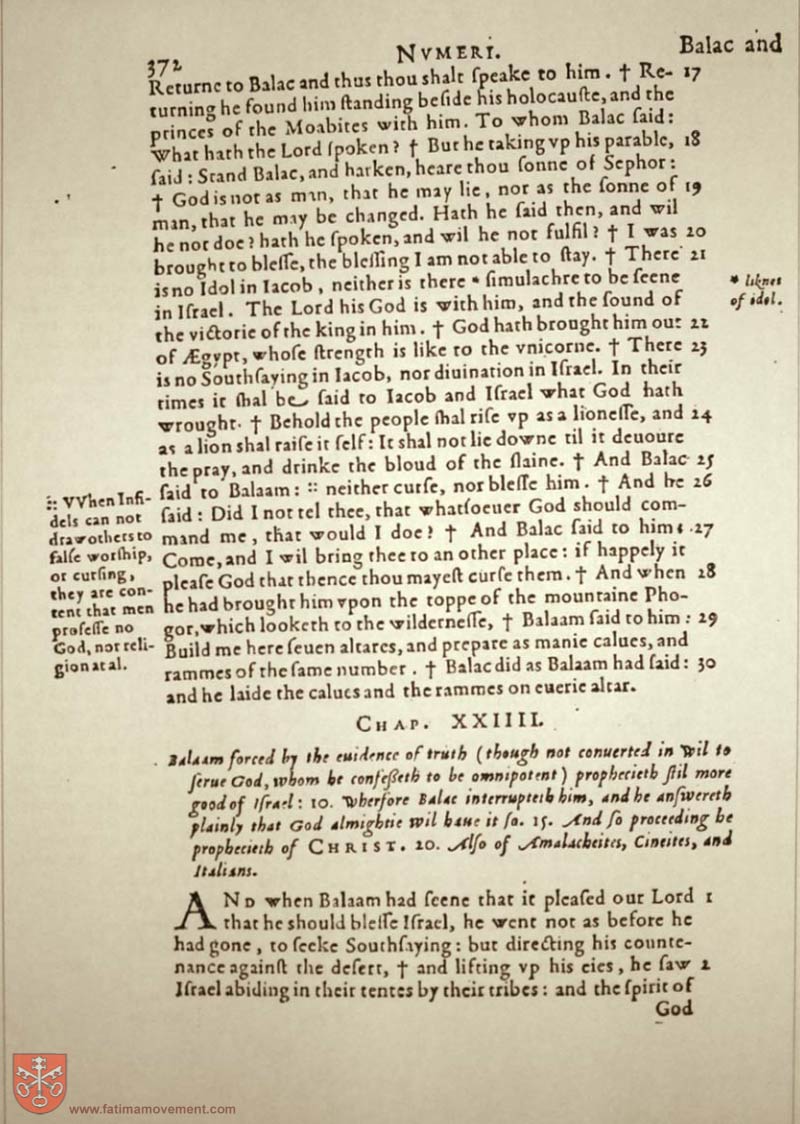 372
NVMERI.
Balac and
Returne to Balac and thus thou shalt ſpeake to him. † Re- 17
turning he found him ſtanding beſide his holocauſte, and the
princes of the Moabites with him. To whom Balac ſaid:
What hath the Lord ſpoken? † But he taking vp his parable, 18
ſaid: Stand Balac, and harken, heare thou ſonne of Sephor:
† God is not as man, that he may lie, nor as the ſonne of 19
man, that he may be changed. Hath he ſaid then, and wil
he not doe? hath he ſpoken, and wil he not fulfil? † I was 20
brought to bleſſe, the bleſſing I am not able to ſtay. † There 21
is no Idol in Iacob, neither is there * ſimulachre to be ſeene
in Iſrael. The Lord his God is with him, and the ſound of
the victorie of the king in him. † God hath brought him out 22
of Ægypt, whoſe ſtrength is like to the vnicorne. † There 23
is no Southſaying in Iacob, nor diuination in Iſrael. In their
times it ſhal be ſaid to Iacob and Iſrael what God hath
wrought. † Behold the people ſhal riſe vp as a lioneſſe, and 24
as a lion shal raiſe it ſelf: It shal not lie downe til it deuoure
the pray, and drinke the bloud of the ſlaine. † And Balac 25
ſaid to Balaam: :: neither curſe, nor bleſſe him. † And he 26
ſaid: Did I not tel thee, that whatſoeuer God should com-
mand me, that would I doe? † And Balac ſaid to him: 27
Come, and I wil bring thee to an other place: if happely it
pleaſe God that thence thou mayeſt curſe them. † And when 28
he had brought him vpon the toppe of the mountaine Pho-
gor, which looketh to the wilderneſſe, † Balaam ſaid to him: 29
Build me here ſeuen altares, and prepare as manie calues, and
rammes of the ſame number. † Balac did as Balaam had ſaid: 30
and he laide the calues and the rammes on euerie altar.
* liknes
of idol.
:: VVhen Infi-
dels can not
draw others to
falſe worſhip,
or curſing,
they are con-
tent that men
profeſſe no
God, nor reli-
gion at al.
CHAP. XXIIII.
Balaam forced by the euidence of truth (though not conuerted in wil to
ſerue God, whom he confeſſeth to be omnipotent) prophecieth ſtil more
good of Iſrael: 10. Wherfore Balac interrupteth him, and he anſwereth
plainly that God almightie wil haue it ſo. 15. And ſo proceeding he
prophecieth of CHRIST. 20. Alſo of Amalacheites, Cineites, and
Italians.
AND when Balaam had ſeene that it pleaſed our Lord 1
that he should bleſſe Iſrael, he went not as before he
had gone, to ſeeke Southſaying: but directing his counte-
nance againſt the deſert, † and lifting vp his eies, he ſaw 2
Iſrael abiding in their tentes by their tribes: and the ſpirit of
God
www.fatimamovement.com